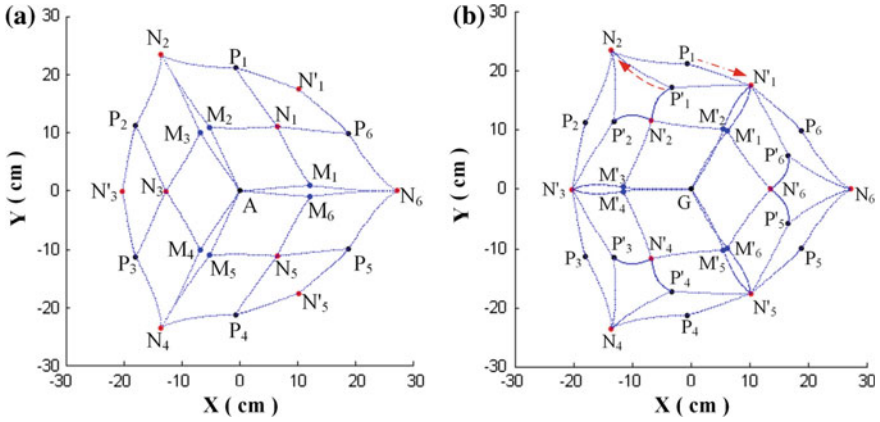 (a)
30
20
10
0
-10
-20
-30
Y ( cm )
-30 -20 -10 0 10 20 30
X ( cm )
N2
P1
N'1
P2
M2
N1
P6
M3
N'3
N3
A
M1
M6
N6
P3
M4
M5
N5
P5
N'5
N4
P4
(b)
30
20
10
0
-10
-20
-30
Y ( cm )
-30 -20 -10 0 10 20 30
X ( cm )
N2
P1
N'1
P'1
P2
P'2
N'2
M'2
M'1
P6
P'6
N'3
M'3
M'4
G
N'6
N6
P'5
P3
P'3
N'4
M'5
M'6
P5
P'4
N'5
N4
P4